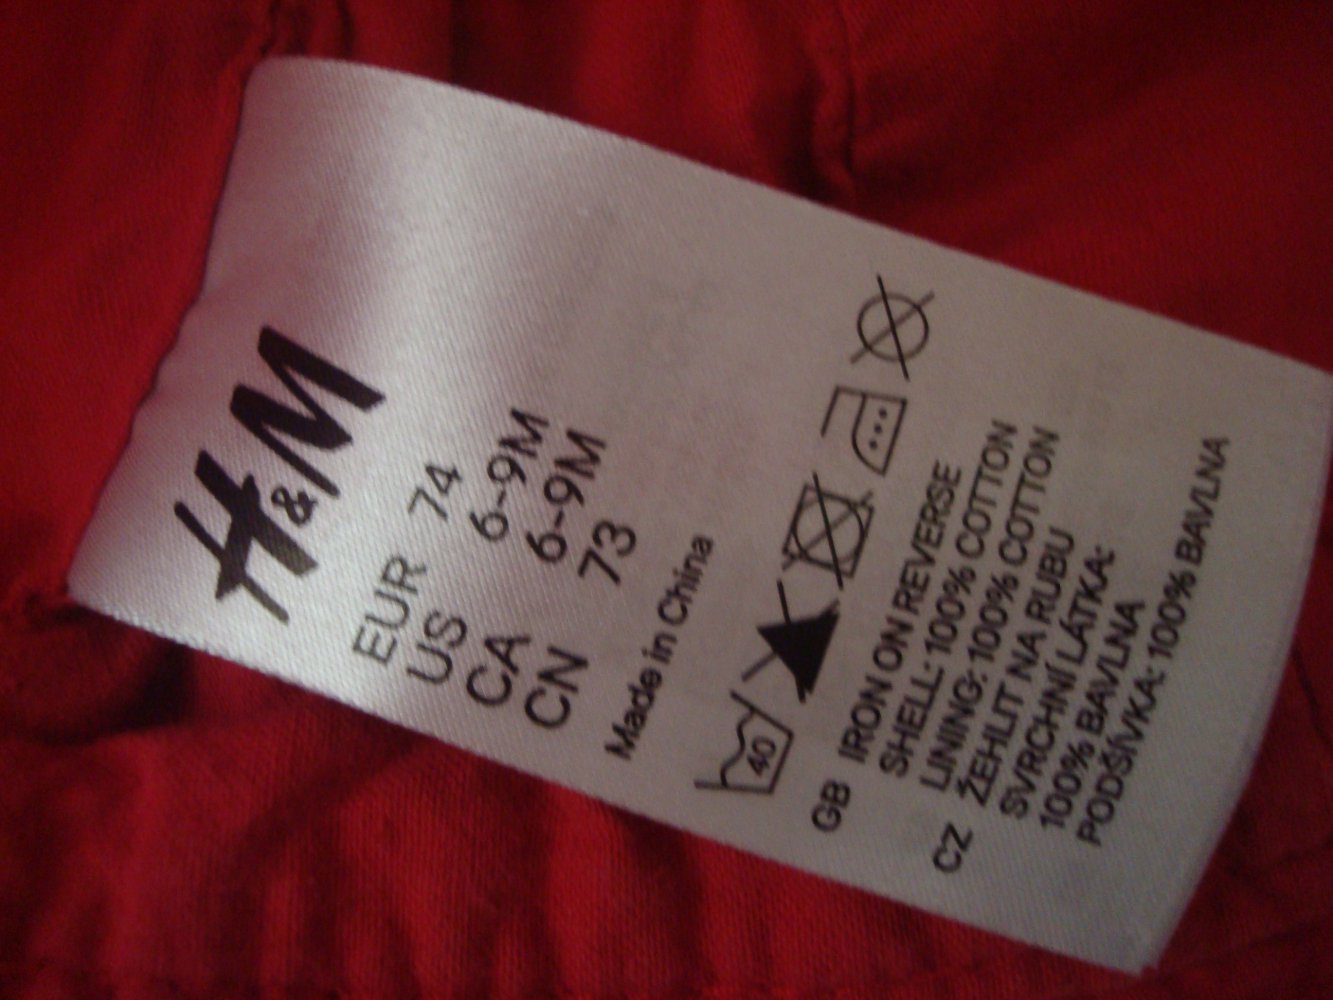 H&M
EUR 74
US 6-9M
CA 6-9M
CN 73
Made in China
40
GB IRON ON REVERSE
SHELL: 100% COTTON
LINING: 100% COTTON
CZ ŽEHLIT NA RUBU
SVRCHNÍ LÁTKA:
100% BAVLNA
PODŠÍVKA: 100% BAVLNA